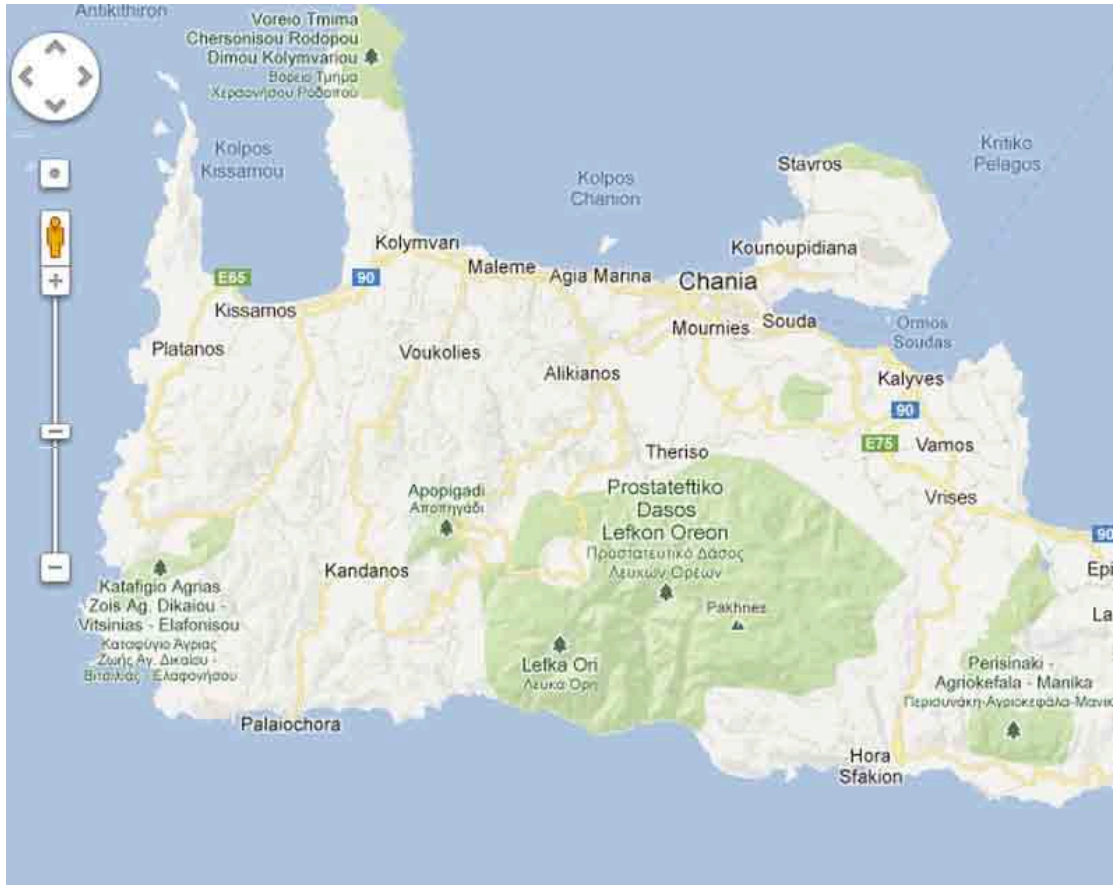 Antikithiron
Voreio Tmima
Chersonisou Rodopou
Dimou Kolymvariou
Βόρειο Τμήμα
Χερσονήσου Ροδοπού
Kolpos
Kissamou
Kolpos
Chanion
Stavros
Kritiko
Pelagos
Kolymvari
Kounoupidiana
Maleme
Agia Marina
Chania
E65
90
Kissamos
Mournies
Souda
Ormos
Soudas
Platanos
Voukolies
Alikianos
Kalyves
90
E75
Vamos
Theriso
Apopigadi
Αποπηγάδι
Prostateftiko
Dasos
Lefkon Oreon
Προστατευτικό Δάσος
Λευκών Ορέων
Vrises
90
Kandanos
Epi
Katafigio Agrias
Zois Ag. Dikaiou -
Vitsinias - Elafonisou
Καταφύγιο Άγριας
Ζωής Αγ. Δικαίου -
Βιτσιλιάς - Ελαφονήσου
Pakhnes
La
Lefka Ori
Λευκά Όρη
Perisinaki -
Agriokefala - Manika
Περισυνάκη-Αγριοκεφάλα-Μανικ
Palaiochora
Hora
Sfakion